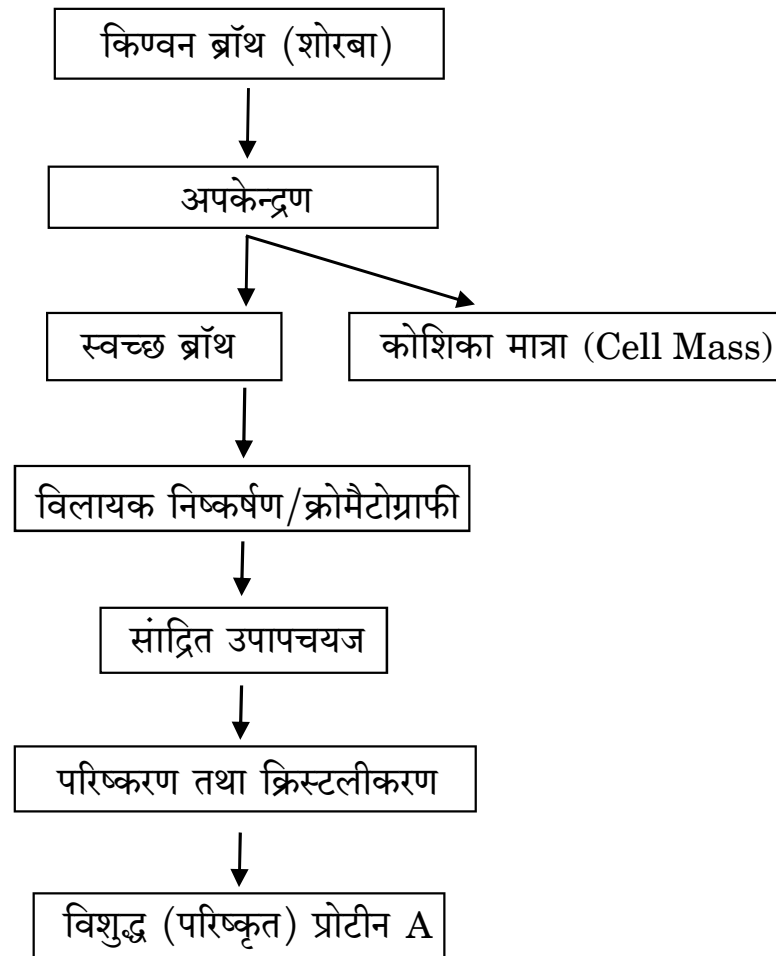 किण्वन ब्रॉथ (शोरबा)
अपकेन्द्रण
स्वच्छ ब्रॉथ
कोशिका मात्रा (Cell Mass)
विलायक निष्कर्षण/क्रोमैटोग्राफी
सांद्रित उपापचयज
परिष्करण तथा क्रिस्टलीकरण
विशुद्ध (परिष्कृत) प्रोटीन A